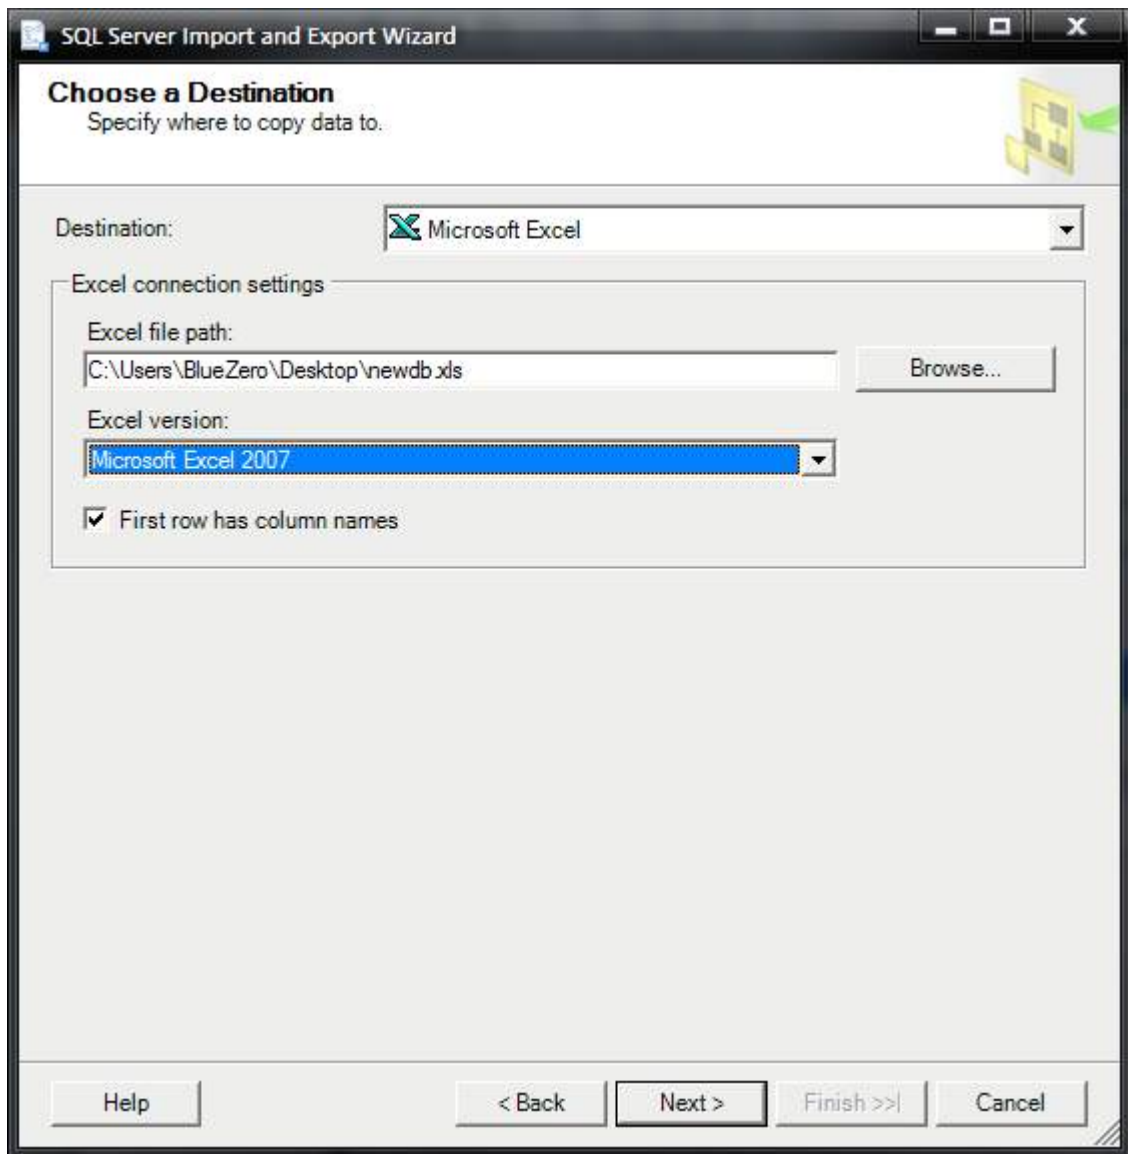 SQL Server Import and Export Wizard
Choose a Destination
Specify where to copy data to.
Destination:
Microsoft Excel
Excel connection settings
Excel file path:
C:\Users\BlueZero\Desktop\newdb.xls
Browse...
Excel version:
Microsoft Excel 2007
First row has column names
Help
< Back
Next >
Finish >>|
Cancel